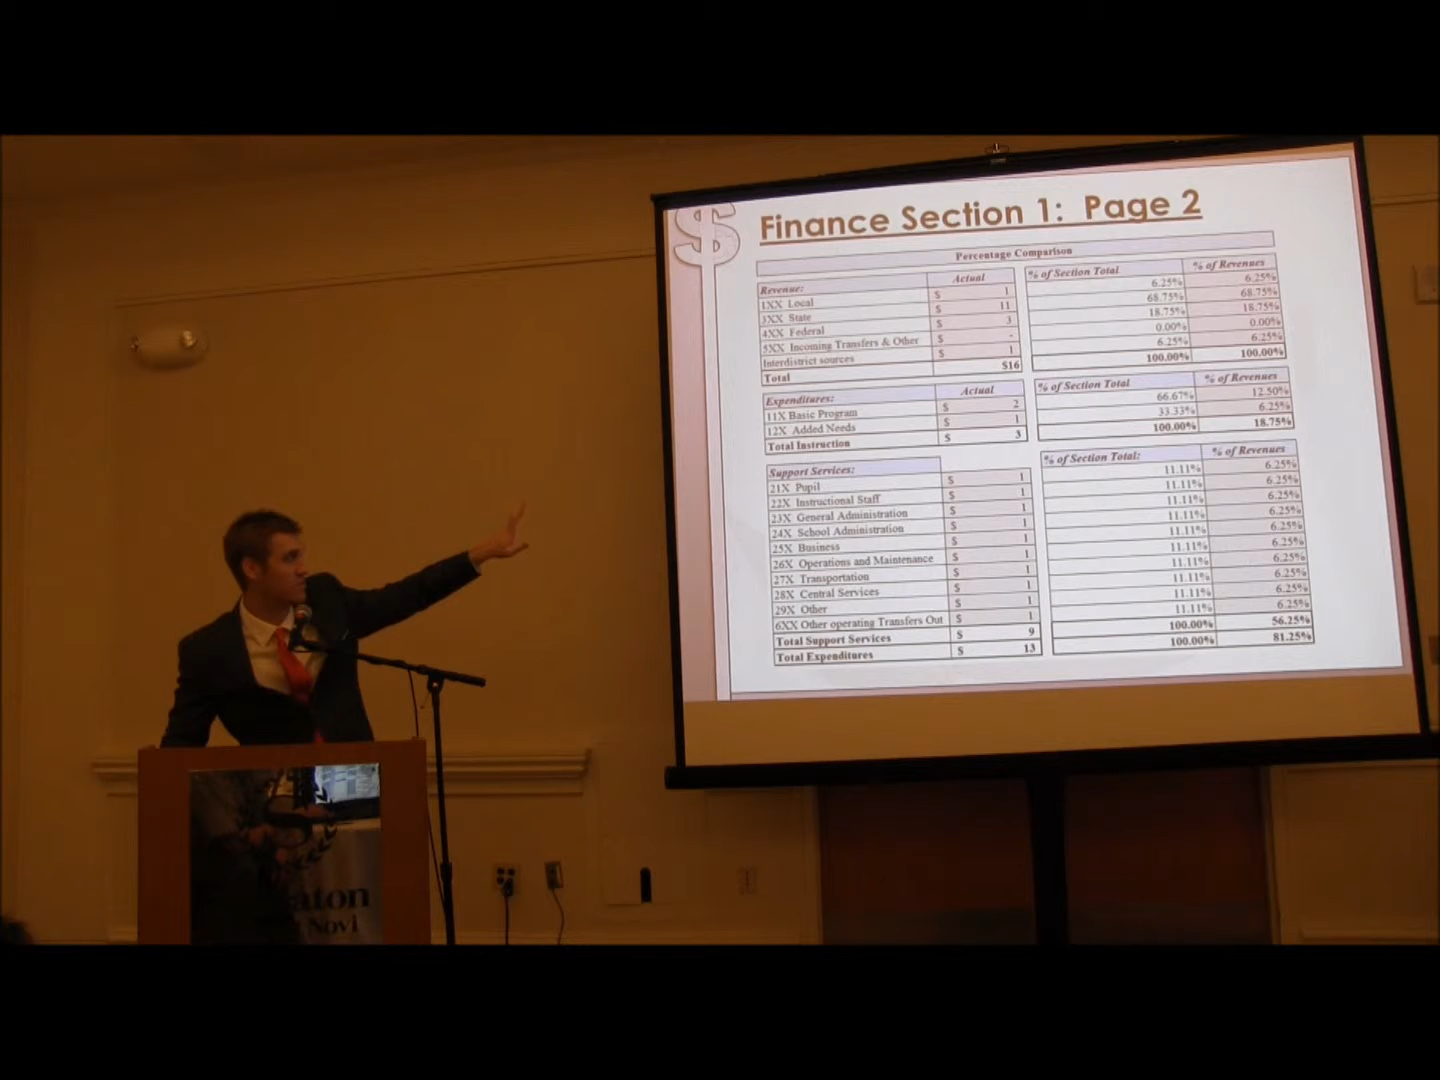 $
Finance Section 1: Page 2
Percentage Comparison
Revenue: Actual % of Section Total % of Revenues
1XX Local $ 1 6.25% 6.25%
3XX State $ 11 68.75% 68.75%
4XX Federal $ 3 18.75% 18.75%
5XX Incoming Transfers & Other $ - 0.00% 0.00%
Interdistrict sources $ 1 6.25% 6.25%
Total $16 100.00% 100.00%
Expenditures: Actual % of Section Total % of Revenues
11X Basic Program $ 2 66.67% 12.50%
12X Added Needs $ 1 33.33% 6.25%
Total Instruction $ 3 100.00% 18.75%
Support Services: % of Section Total: % of Revenues
21X Pupil $ 1 11.11% 6.25%
22X Instructional Staff $ 1 11.11% 6.25%
23X General Administration $ 1 11.11% 6.25%
24X School Administration $ 1 11.11% 6.25%
25X Business $ 1 11.11% 6.25%
26X Operations and Maintenance $ 1 11.11% 6.25%
27X Transportation $ 1 11.11% 6.25%
28X Central Services $ 1 11.11% 6.25%
29X Other $ 1 11.11% 6.25%
6XX Other operating Transfers Out $ 1 11.11% 6.25%
Total Support Services $ 9 100.00% 56.25%
Total Expenditures $ 13 100.00% 81.25%
Novi